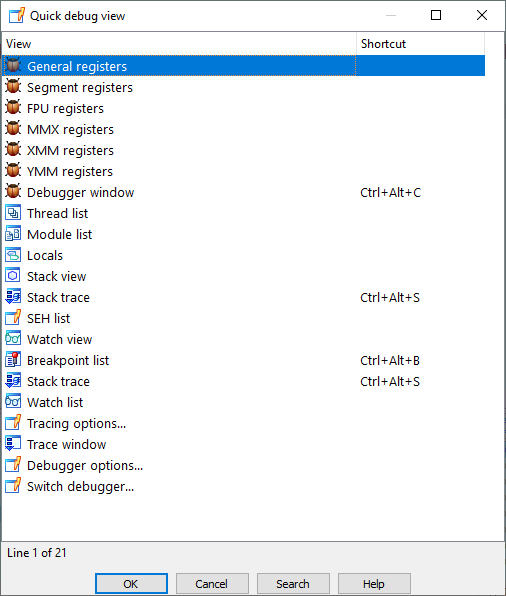 Quick debug view
View Shortcut
General registers
Segment registers
FPU registers
MMX registers
XMM registers
YMM registers
Debugger window Ctrl+Alt+C
Thread list
Module list
Locals
Stack view
Stack trace Ctrl+Alt+S
SEH list
Watch view
Breakpoint list Ctrl+Alt+B
Stack trace Ctrl+Alt+S
Watch list
Tracing options...
Trace window
Debugger options...
Switch debugger...
Line 1 of 21
OK Cancel Search Help